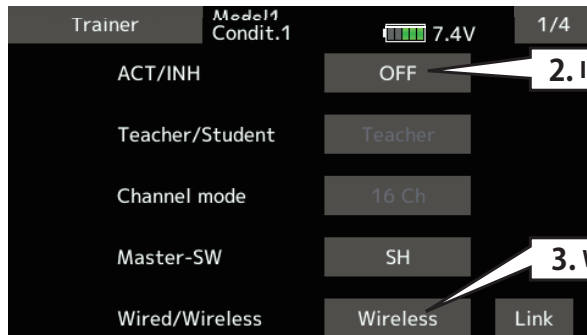 Trainer Model1 Condit.1 7.4V 1/4
ACT/INH OFF
2. I
Teacher/Student Teacher
Channel mode 16 Ch
Master-SW SH
3.
Wired/Wireless Wireless Link